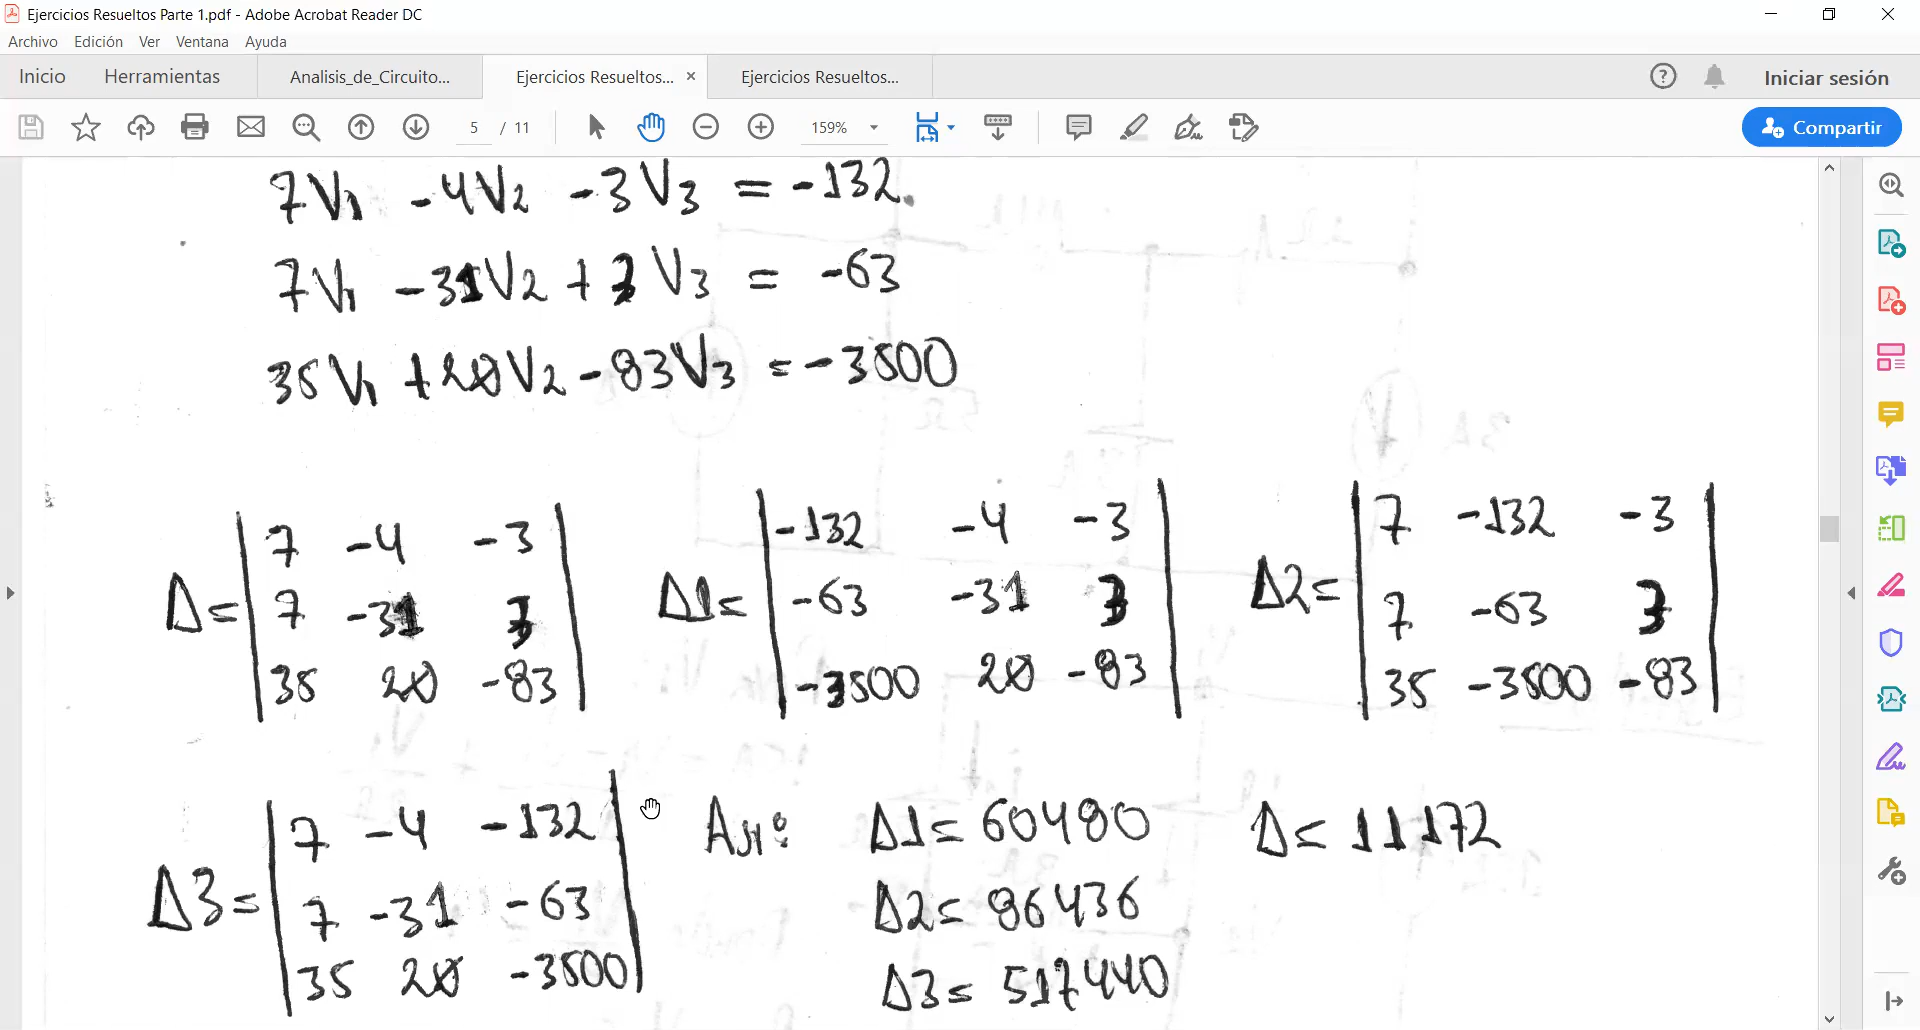 Ejercicios Resueltos Parte 1.pdf - Adobe Acrobat Reader DC
Archivo Edición Ver Ventana Ayuda
Inicio Herramientas Analisis_de_Circuito... Ejercicios Resueltos... × Ejercicios Resueltos... Iniciar sesión
5 / 11 159% Compartir
7V1 -4V2 -3V3 = -132.
7V1 -31V2 + 3V3 = -63
35V1 +20V2 -83V3 = -3500
Δ = | 7 -4 -3 | Δ1 = | -132 -4 -3 | Δ2 = | 7 -132 -3 |
7 -31 3 -63 -31 3 7 -63 3
35 20 -83 -3500 20 -83 35 -3500 -83
Δ3 = | 7 -4 -132 | Δ1 = 60480 Δ = 11172
7 -31 -63 Δ2 = 86436
35 20 -3500 Δ3 = 517440